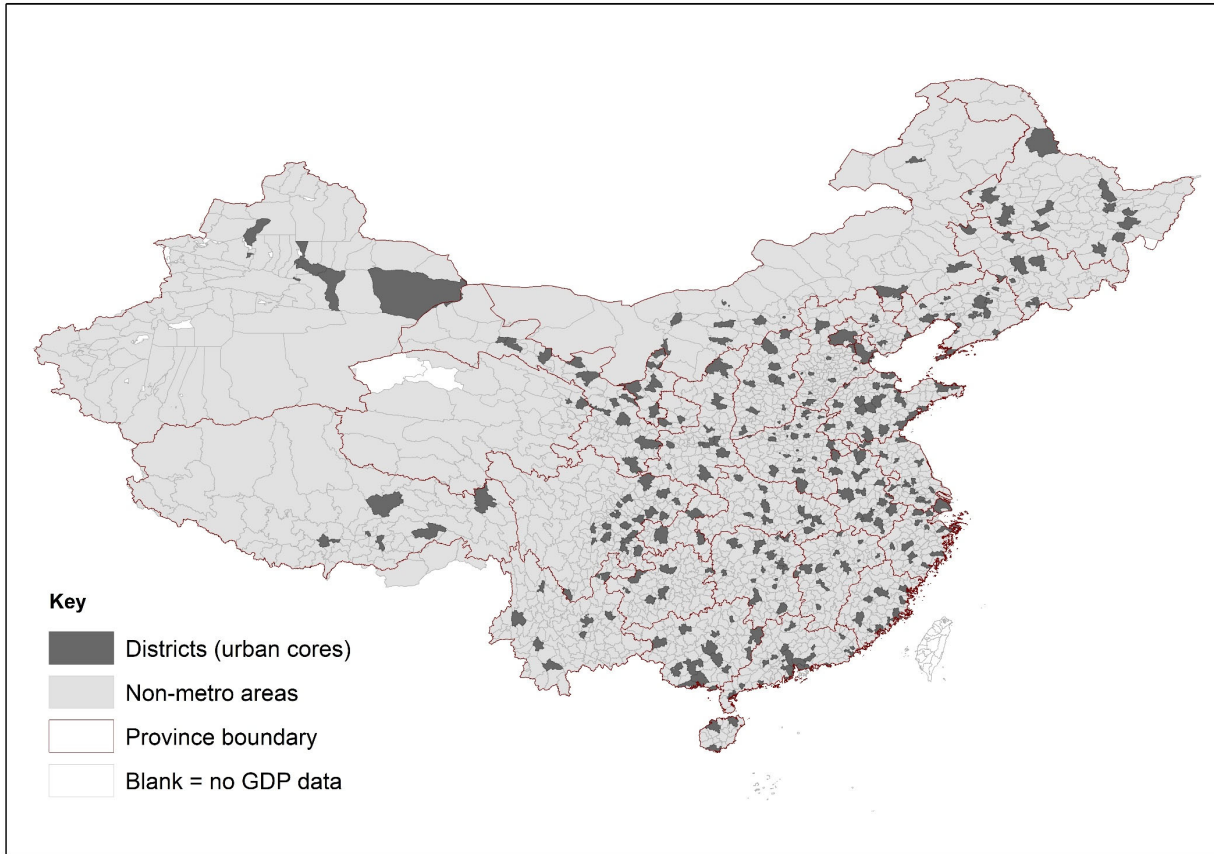 Key
Districts (urban cores)
Non-metro areas
Province boundary
Blank = no GDP data